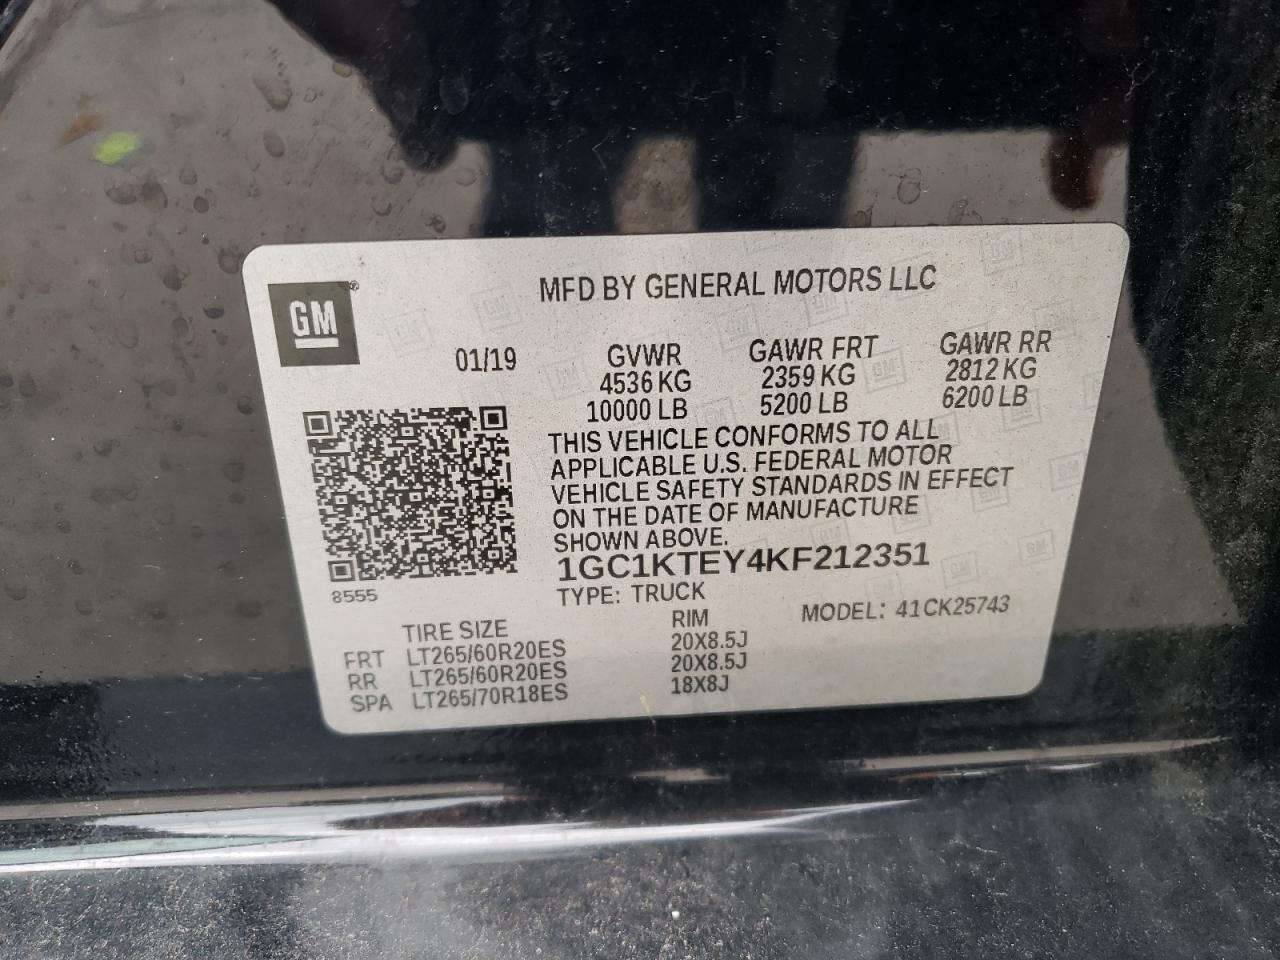 MFD BY GENERAL MOTORS LLC
GM®
01/19 GVWR GAWR FRT GAWR RR
4536 KG 2359 KG 2812 KG
10000 LB 5200 LB 6200 LB
THIS VEHICLE CONFORMS TO ALL
APPLICABLE U.S. FEDERAL MOTOR
VEHICLE SAFETY STANDARDS IN EFFECT
ON THE DATE OF MANUFACTURE
SHOWN ABOVE.
1GC1KTEY4KF212351
8555
TYPE: TRUCK
MODEL: 41CK25743
TIRE SIZE RIM
FRT LT265/60R20ES 20X8.5J
RR LT265/60R20ES 20X8.5J
SPA LT265/70R18ES 18X8J